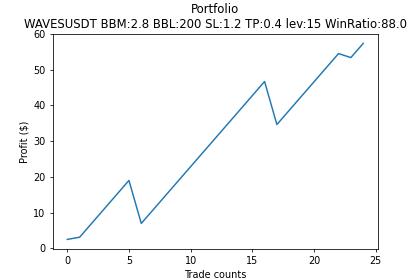 Portfolio
WAVESUSDT BBM:2.8 BBL:200 SL:1.2 TP:0.4 lev:15 WinRatio:88.0
60
50
40
30
20
10
0
Profit ($)
0 5 10 15 20 25
Trade counts